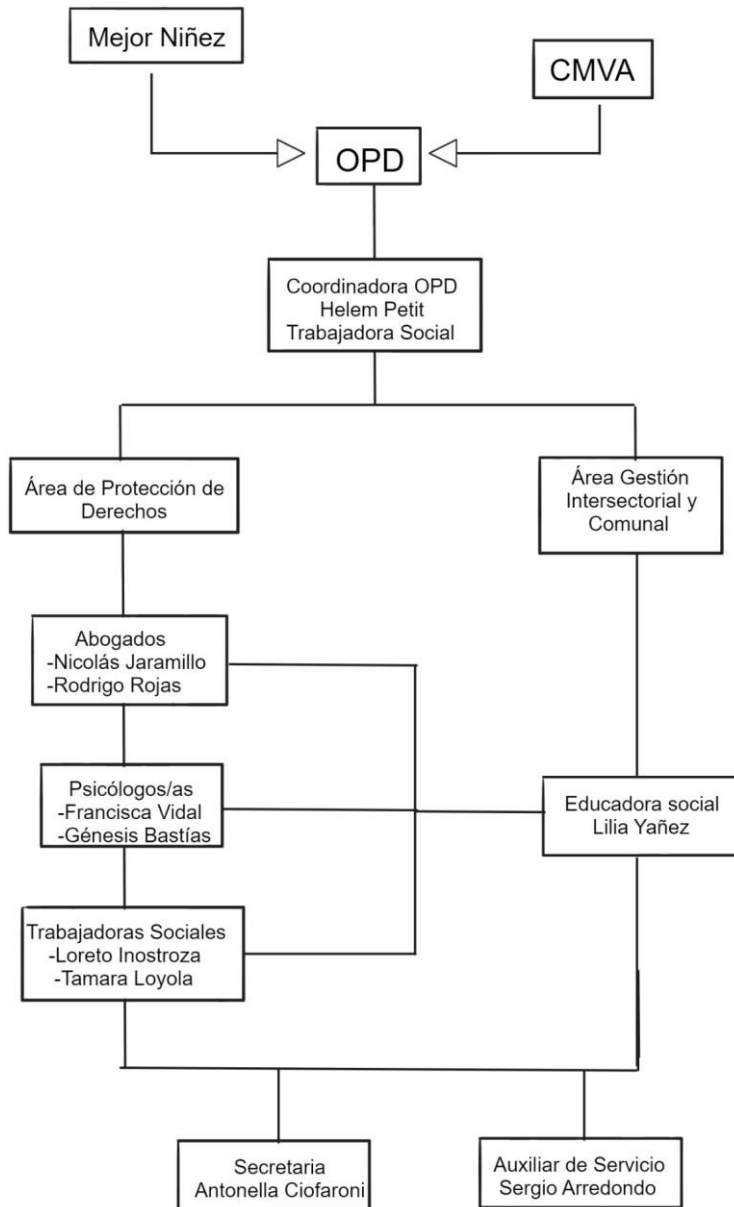 Mejor Niñez
CMVA
OPD
Coordinadora OPD
Helem Petit
Trabajadora Social
Área de Protección de
Derechos
Área Gestión
Intersectorial y
Comunal
Abogados
-Nicolás Jaramillo
-Rodrigo Rojas
Psicólogos/as
-Francisca Vidal
-Génesis Bastías
Educadora social
Lilia Yañez
Trabajadoras Sociales
-Loreto Inostroza
-Tamara Loyola
Secretaria
Antonella Ciofaroni
Auxiliar de Servicio
Sergio Arredondo